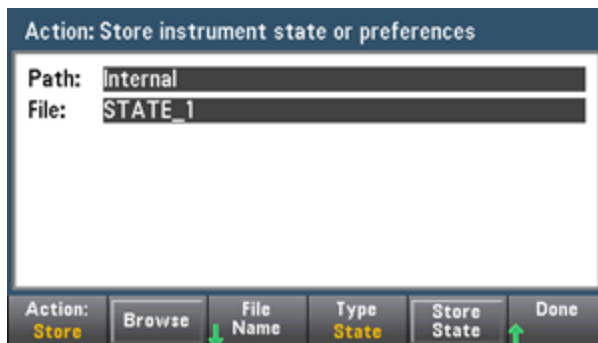 Action: Store instrument state or preferences
Path: Internal
File: STATE_1
Action: Store
Browse
File Name
Type State
Store State
Done